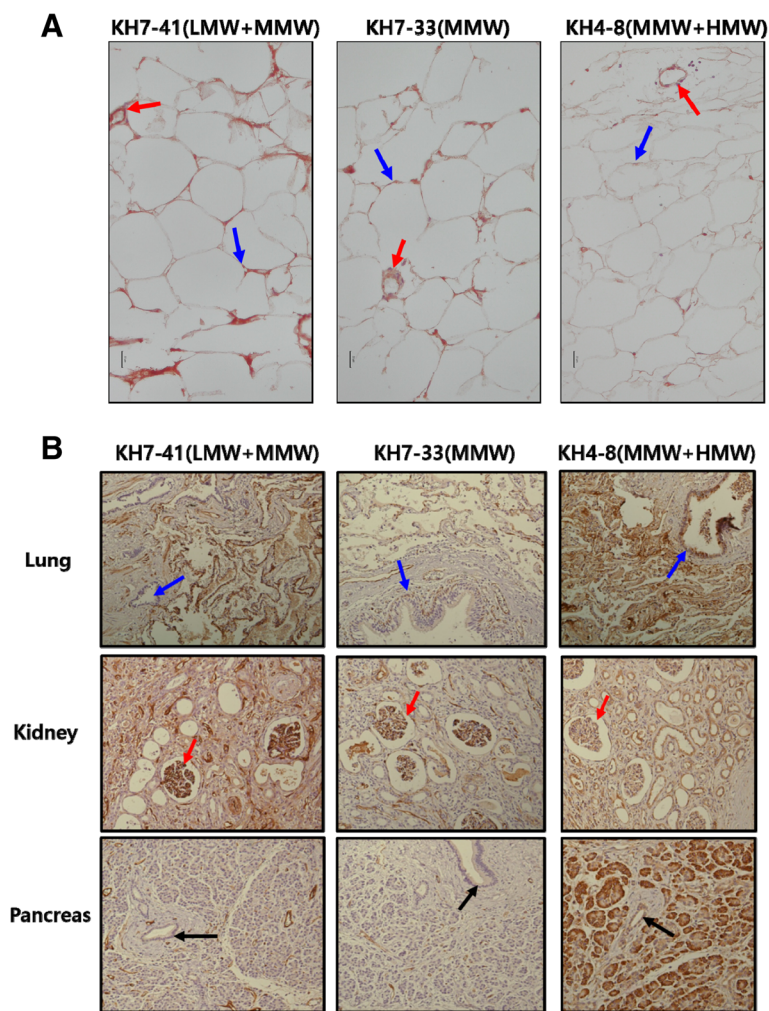 A
KH7-41(LMW+MMW) KH7-33(MMW) KH4-8(MMW+HMW)
B
KH7-41(LMW+MMW) KH7-33(MMW) KH4-8(MMW+HMW)
Lung
Kidney
Pancreas